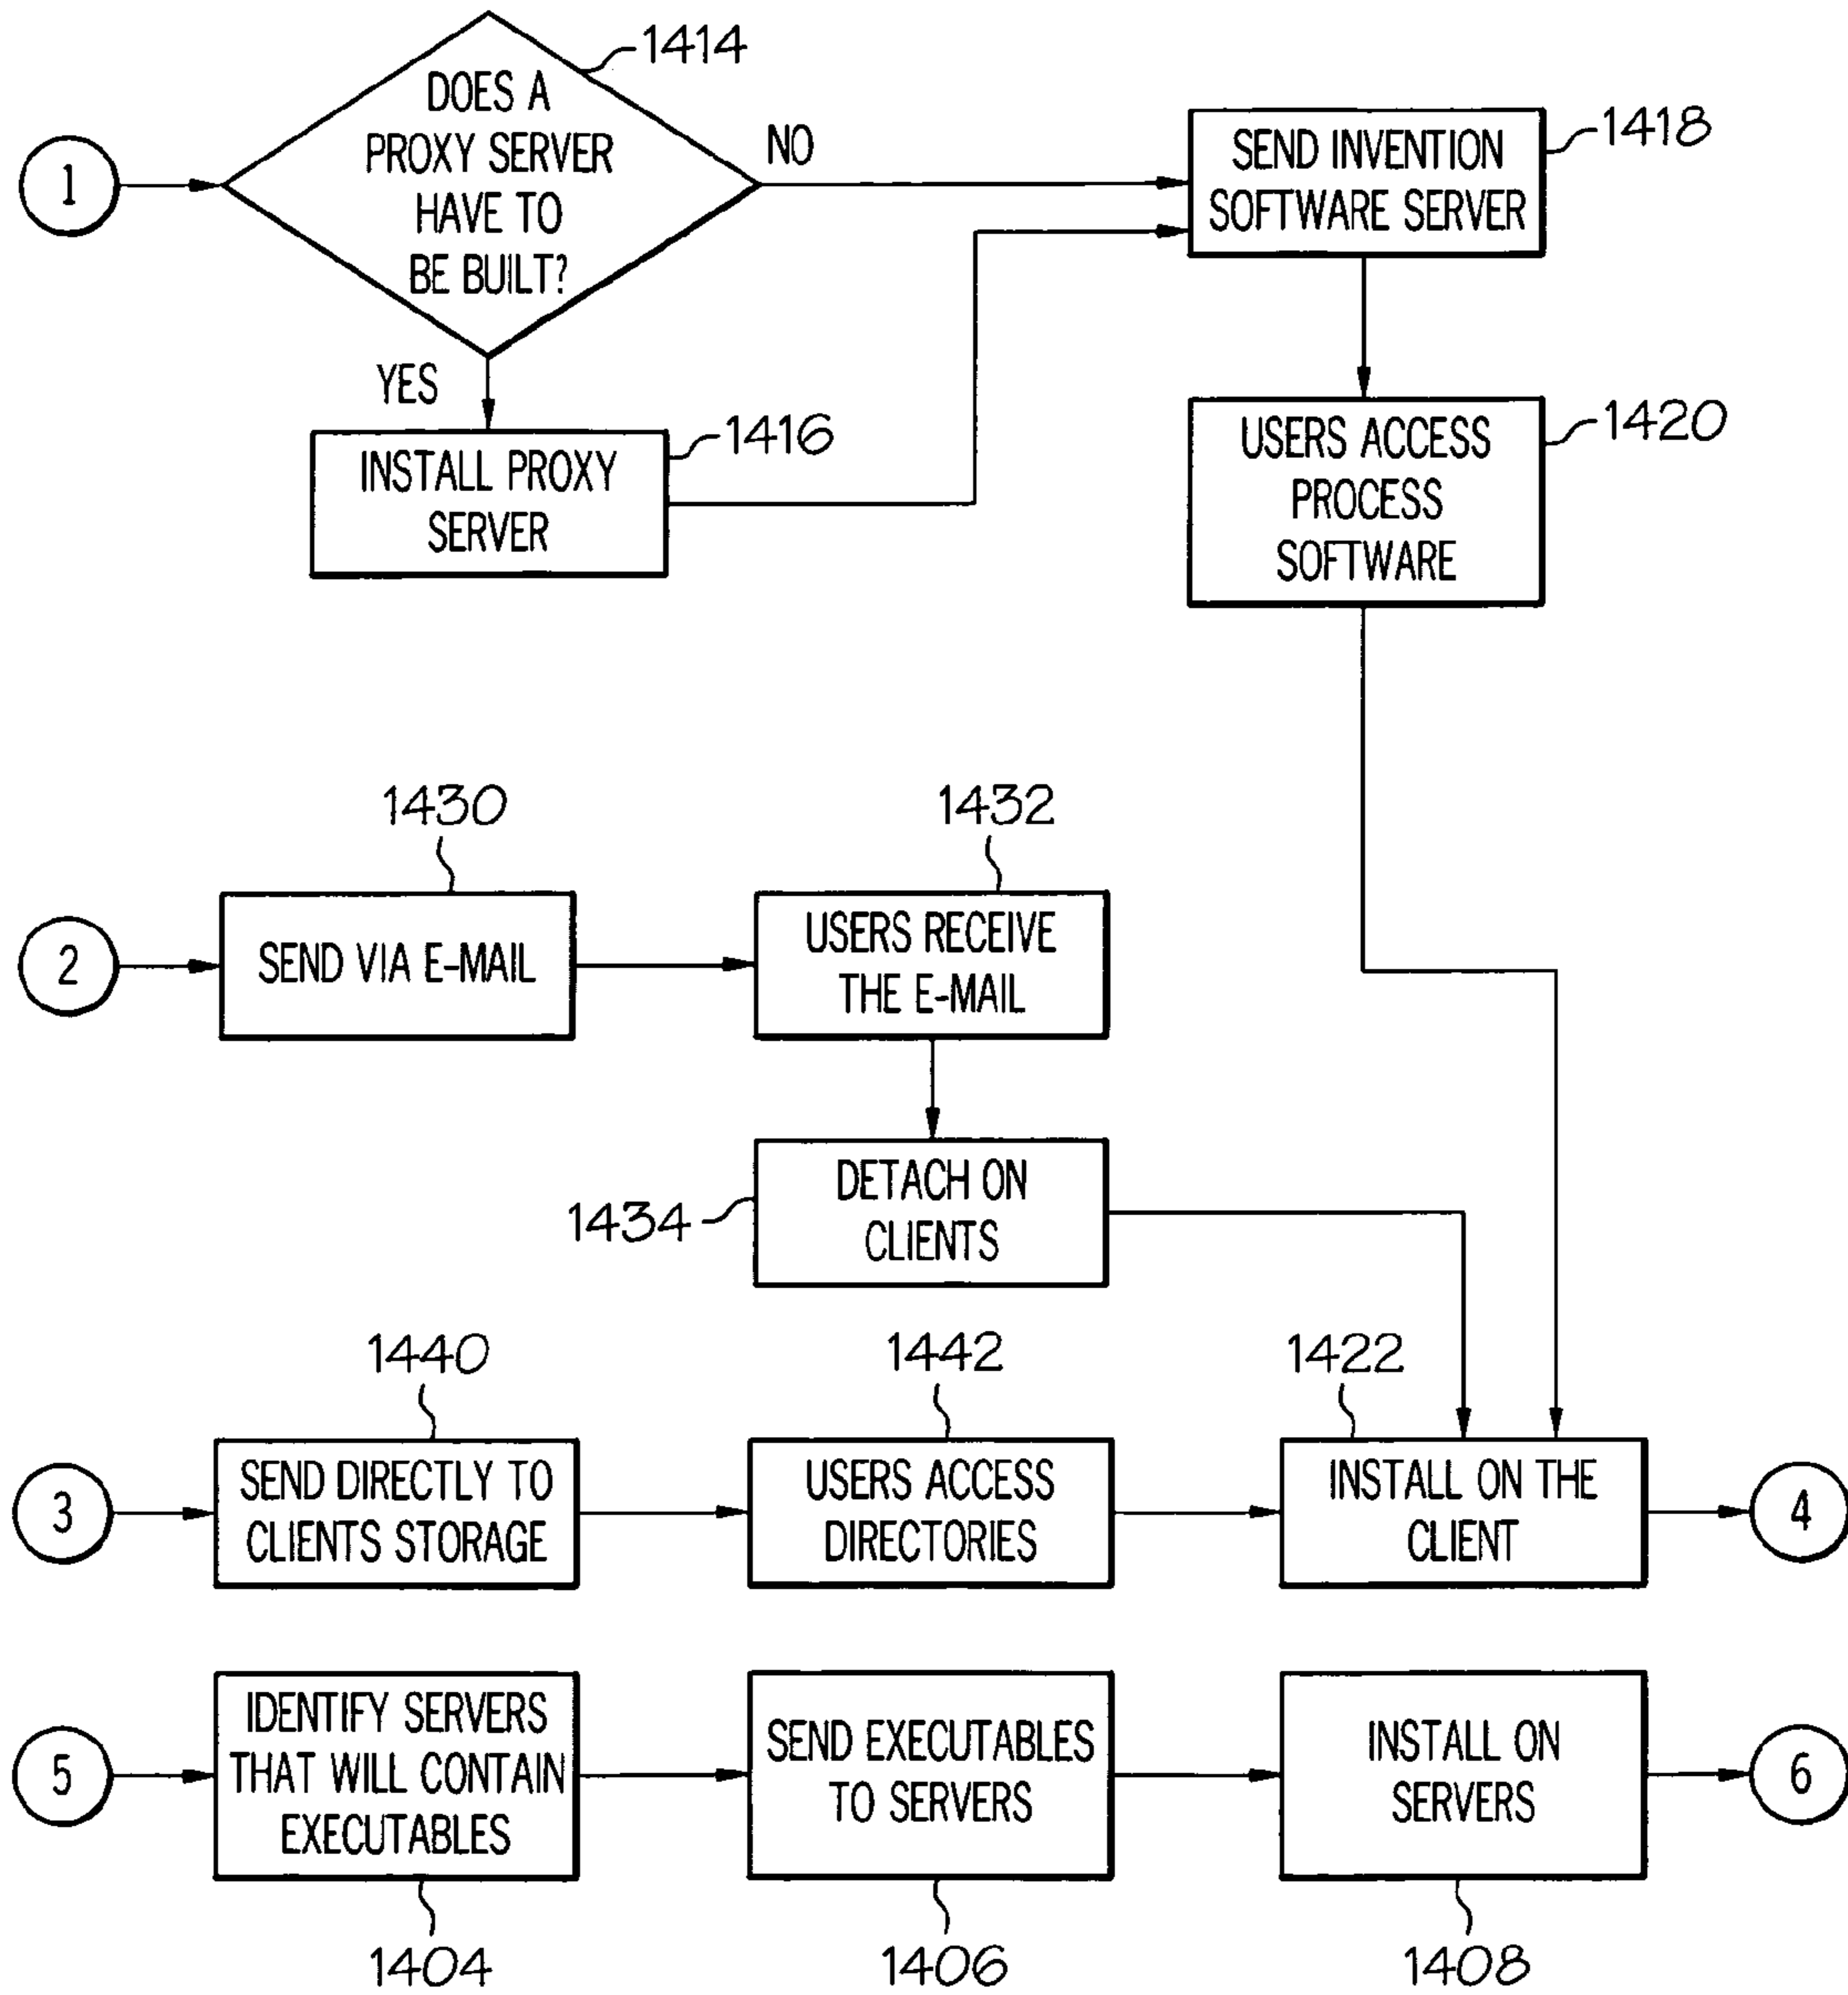 1414
DOES A
PROXY SERVER
HAVE TO
BE BUILT?
1
NO
YES
1416
INSTALL PROXY
SERVER
1418
SEND INVENTION
SOFTWARE SERVER
1420
USERS ACCESS
PROCESS
SOFTWARE
1430
1432
2
SEND VIA E-MAIL
USERS RECEIVE
THE E-MAIL
1434
DETACH ON
CLIENTS
1440
1442
1422
3
SEND DIRECTLY TO
CLIENTS STORAGE
USERS ACCESS
DIRECTORIES
INSTALL ON THE
CLIENT
4
5
IDENTIFY SERVERS
THAT WILL CONTAIN
EXECUTABLES
SEND EXECUTABLES
TO SERVERS
INSTALL ON
SERVERS
6
1404
1406
1408